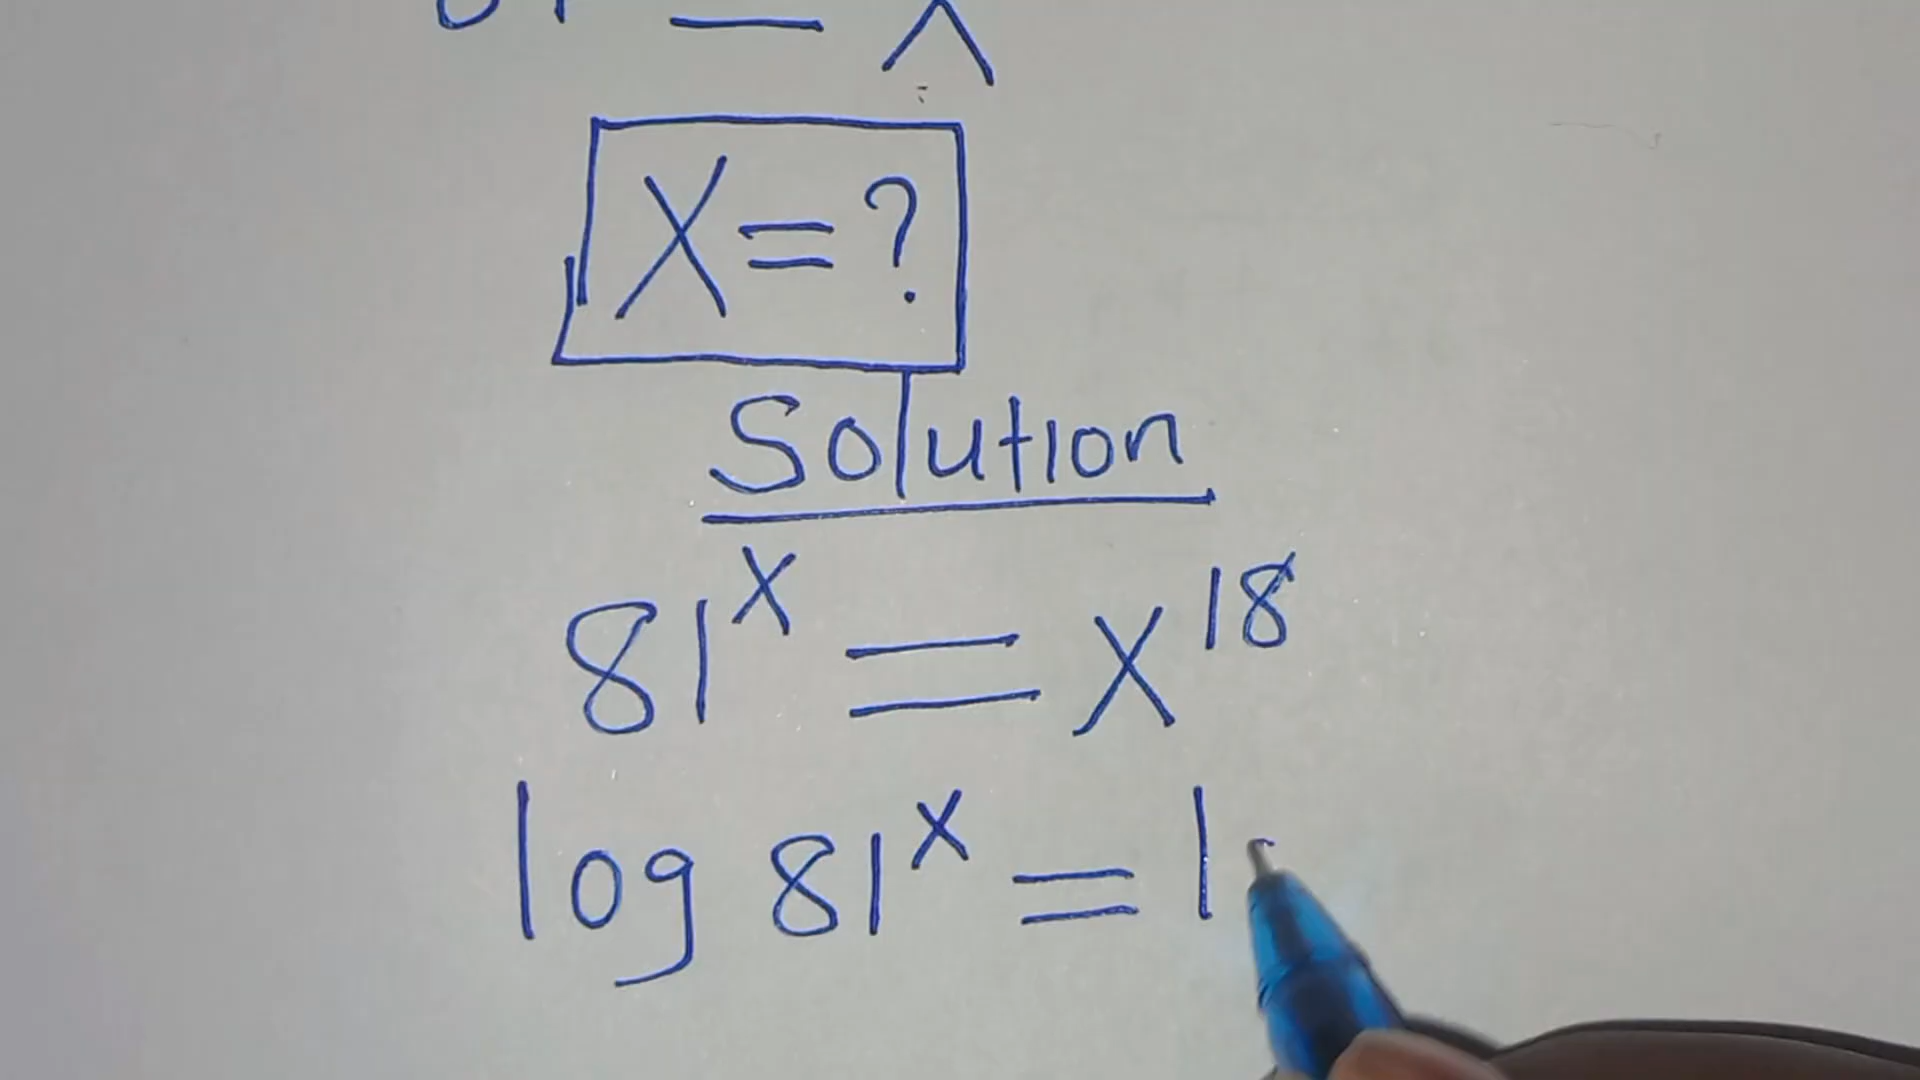 X=?
Solution
81^x = x^18
log 81^x = l